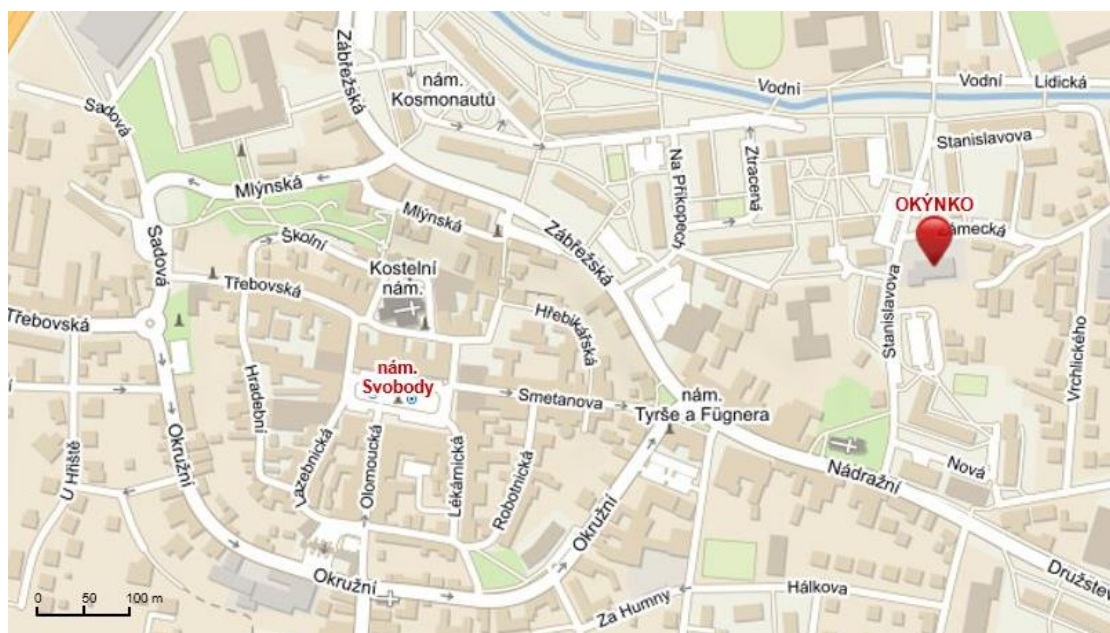 Zábřežská
nám.
Kosmonautů
Vodní
Vodní
Lidická
Sadová
Stanislavova
Mlýnská
Na Příkopech
Ztracená
OKÝNKO
Zámecká
Mlýnská
Školní
Sadová
Zábřežská
Kostelní
nám.
Třebovská
Třebovská
Hřebíkářská
Stanislavova
Vrchlického
nám.
Svobody
Hradební
Smetanova
nám.
Tyrše a Fügnera
Okružní
U Hřiště
Lazebnická
Olomoucká
Lékárnická
Robotnická
Nádražní
Nová
Okružní
Okružní
Družstev
Hálkova
Za Humny
0 50 100 m